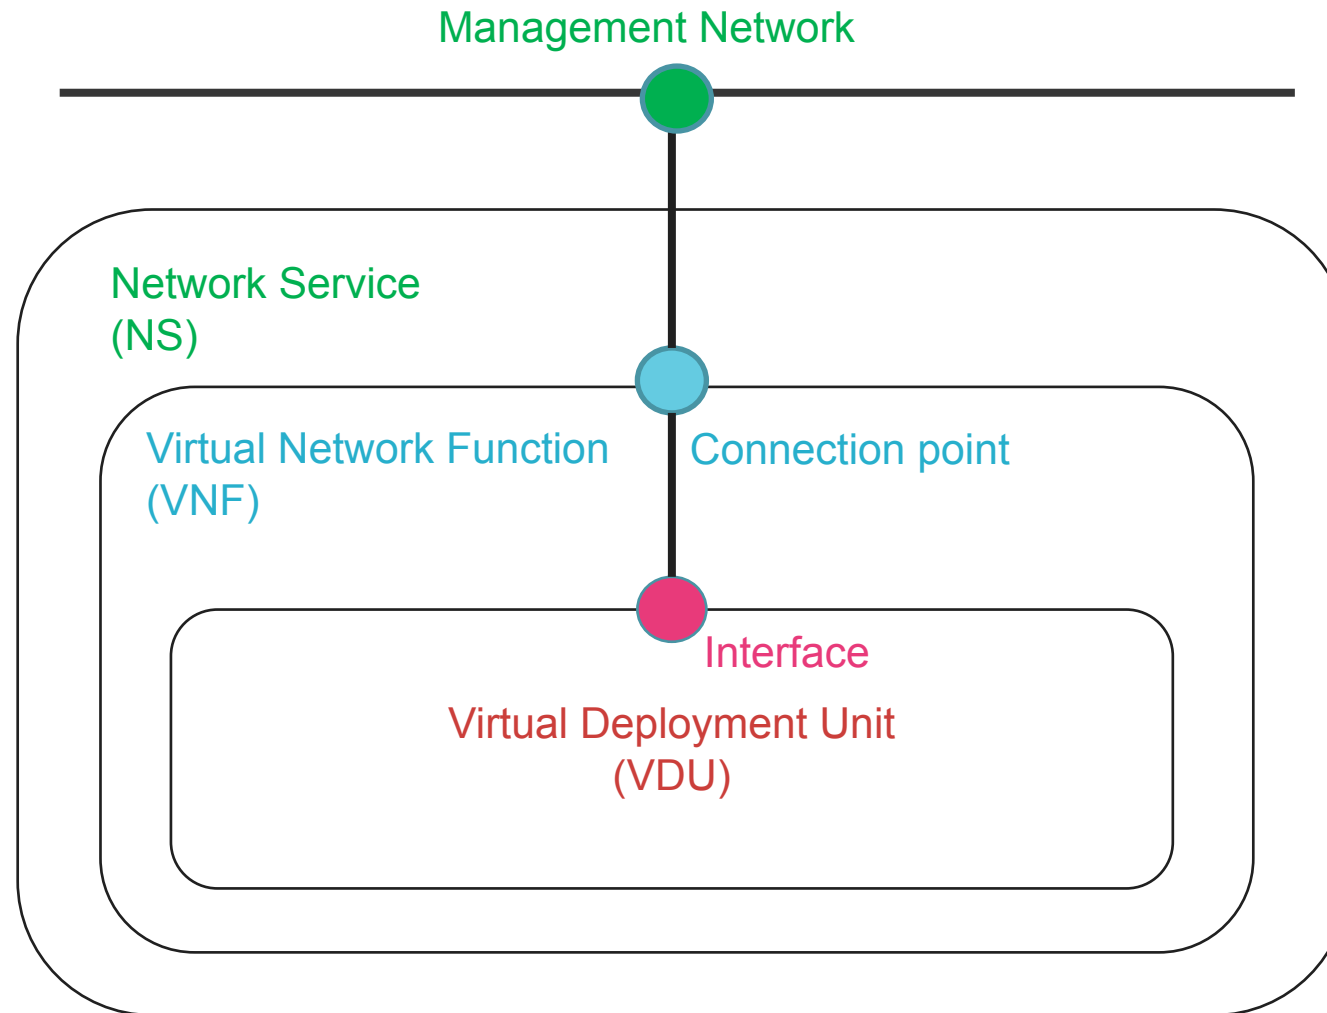 Management Network
Network Service
(NS)
Virtual Network Function
(VNF)
Connection point
Interface
Virtual Deployment Unit
(VDU)